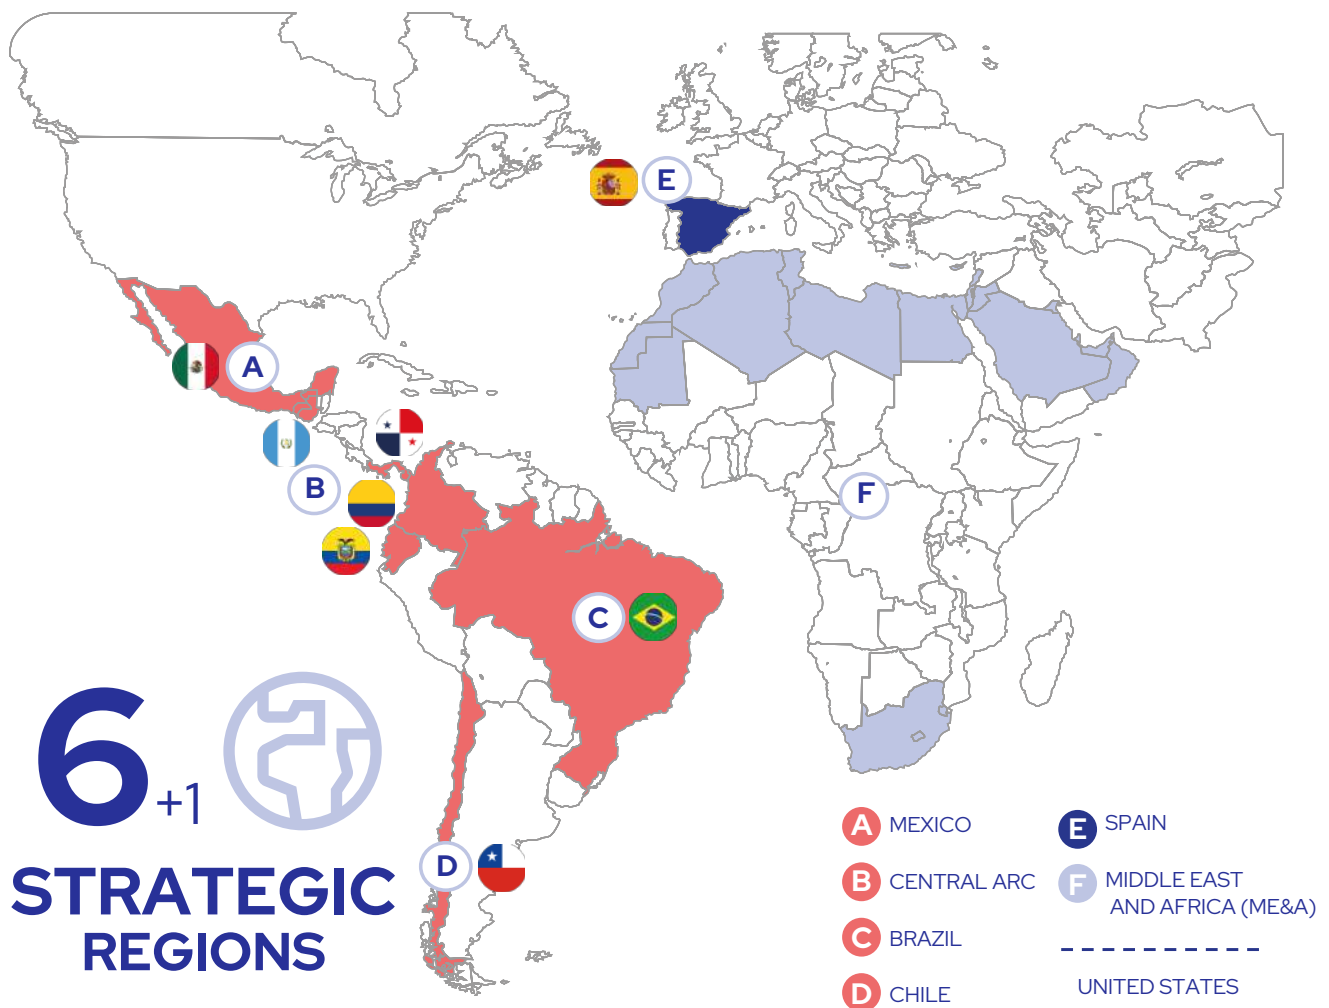 E
A
B
F
C
6 +1
STRATEGIC
REGIONS
D
A MEXICO
B CENTRAL ARC
C BRAZIL
D CHILE
E SPAIN
F MIDDLE EAST
AND AFRICA (ME&A)
UNITED STATES